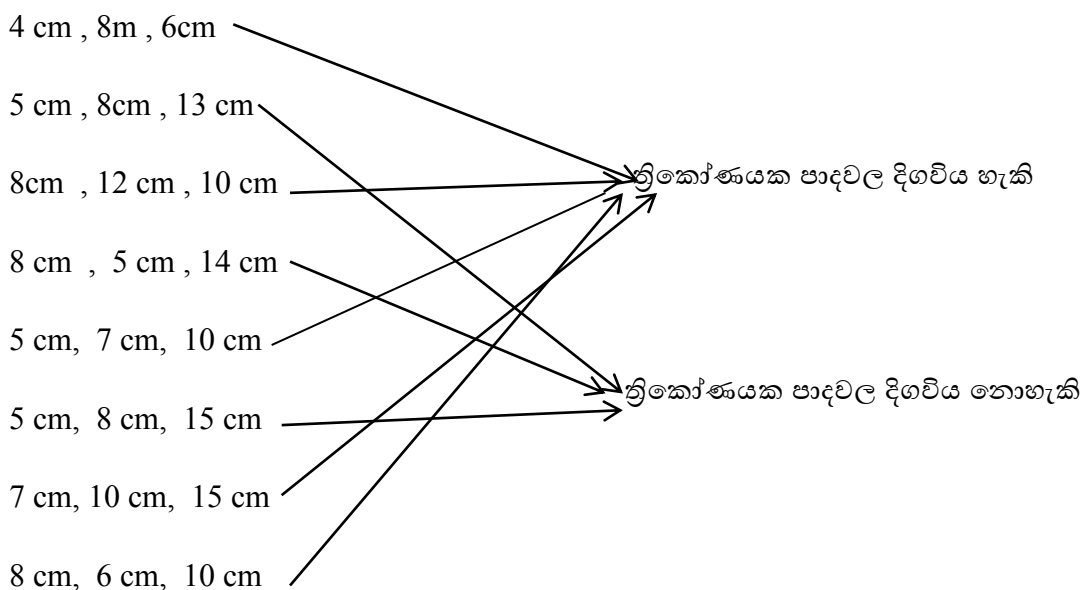 4 cm , 8m , 6cm
5 cm , 8cm , 13 cm
8cm , 12 cm , 10 cm
ත්‍රිකෝණයක පාදවල දිගවිය හැකි
8 cm , 5 cm , 14 cm
5 cm, 7 cm, 10 cm
ත්‍රිකෝණයක පාදවල දිගවිය නොහැකි
5 cm, 8 cm, 15 cm
7 cm, 10 cm, 15 cm
8 cm, 6 cm, 10 cm